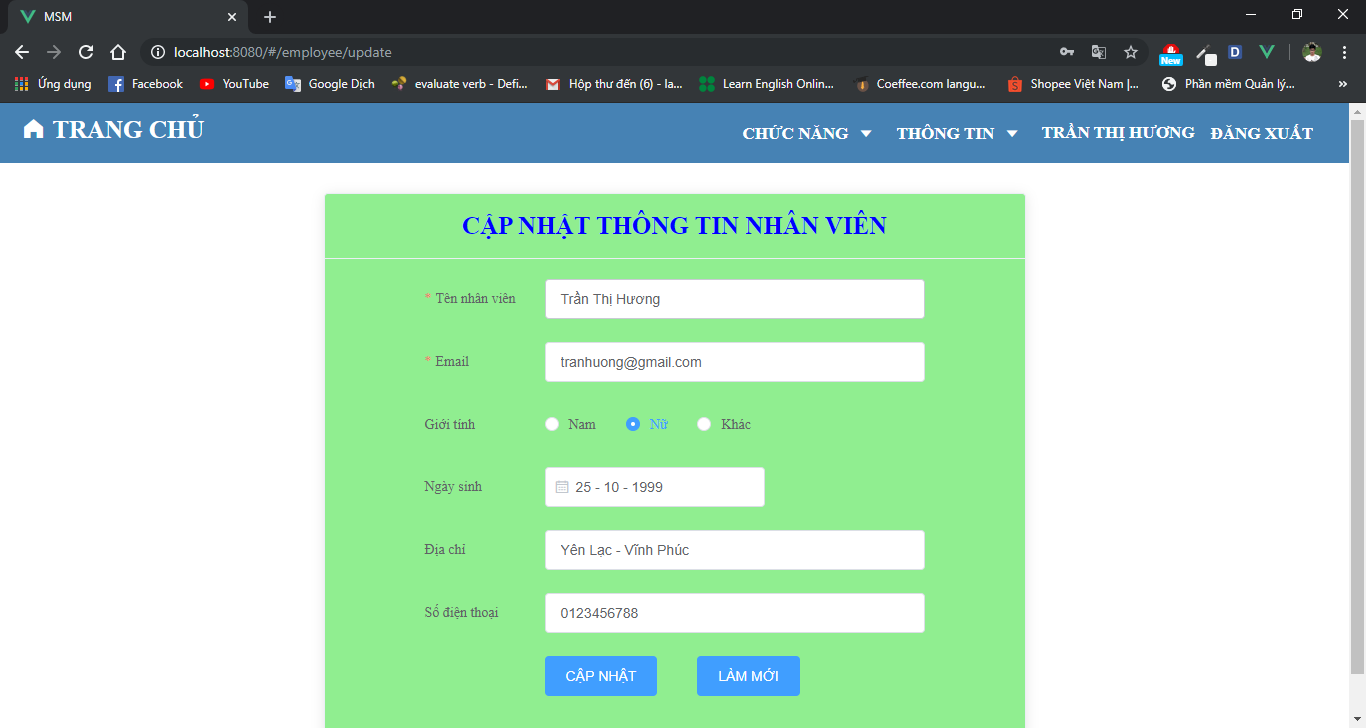 MSM
localhost:8080/#/employee/update
New
D
Ứng dụng Facebook YouTube Google Dịch evaluate verb - Defi... Hộp thư đến (6) - la... Learn English Onlin... Coeffee.com langu... Shopee Việt Nam |... Phần mềm Quản lý... »
TRANG CHỦ CHỨC NĂNG THÔNG TIN TRẦN THỊ HƯƠNG ĐĂNG XUẤT
CẬP NHẬT THÔNG TIN NHÂN VIÊN
* Tên nhân viên Trần Thị Hương
* Email tranhuong@gmail.com
Giới tính Nam Nữ Khác
Ngày sinh 25 - 10 - 1999
Địa chỉ Yên Lạc - Vĩnh Phúc
Số điện thoại 0123456788
CẬP NHẬT LÀM MỚI